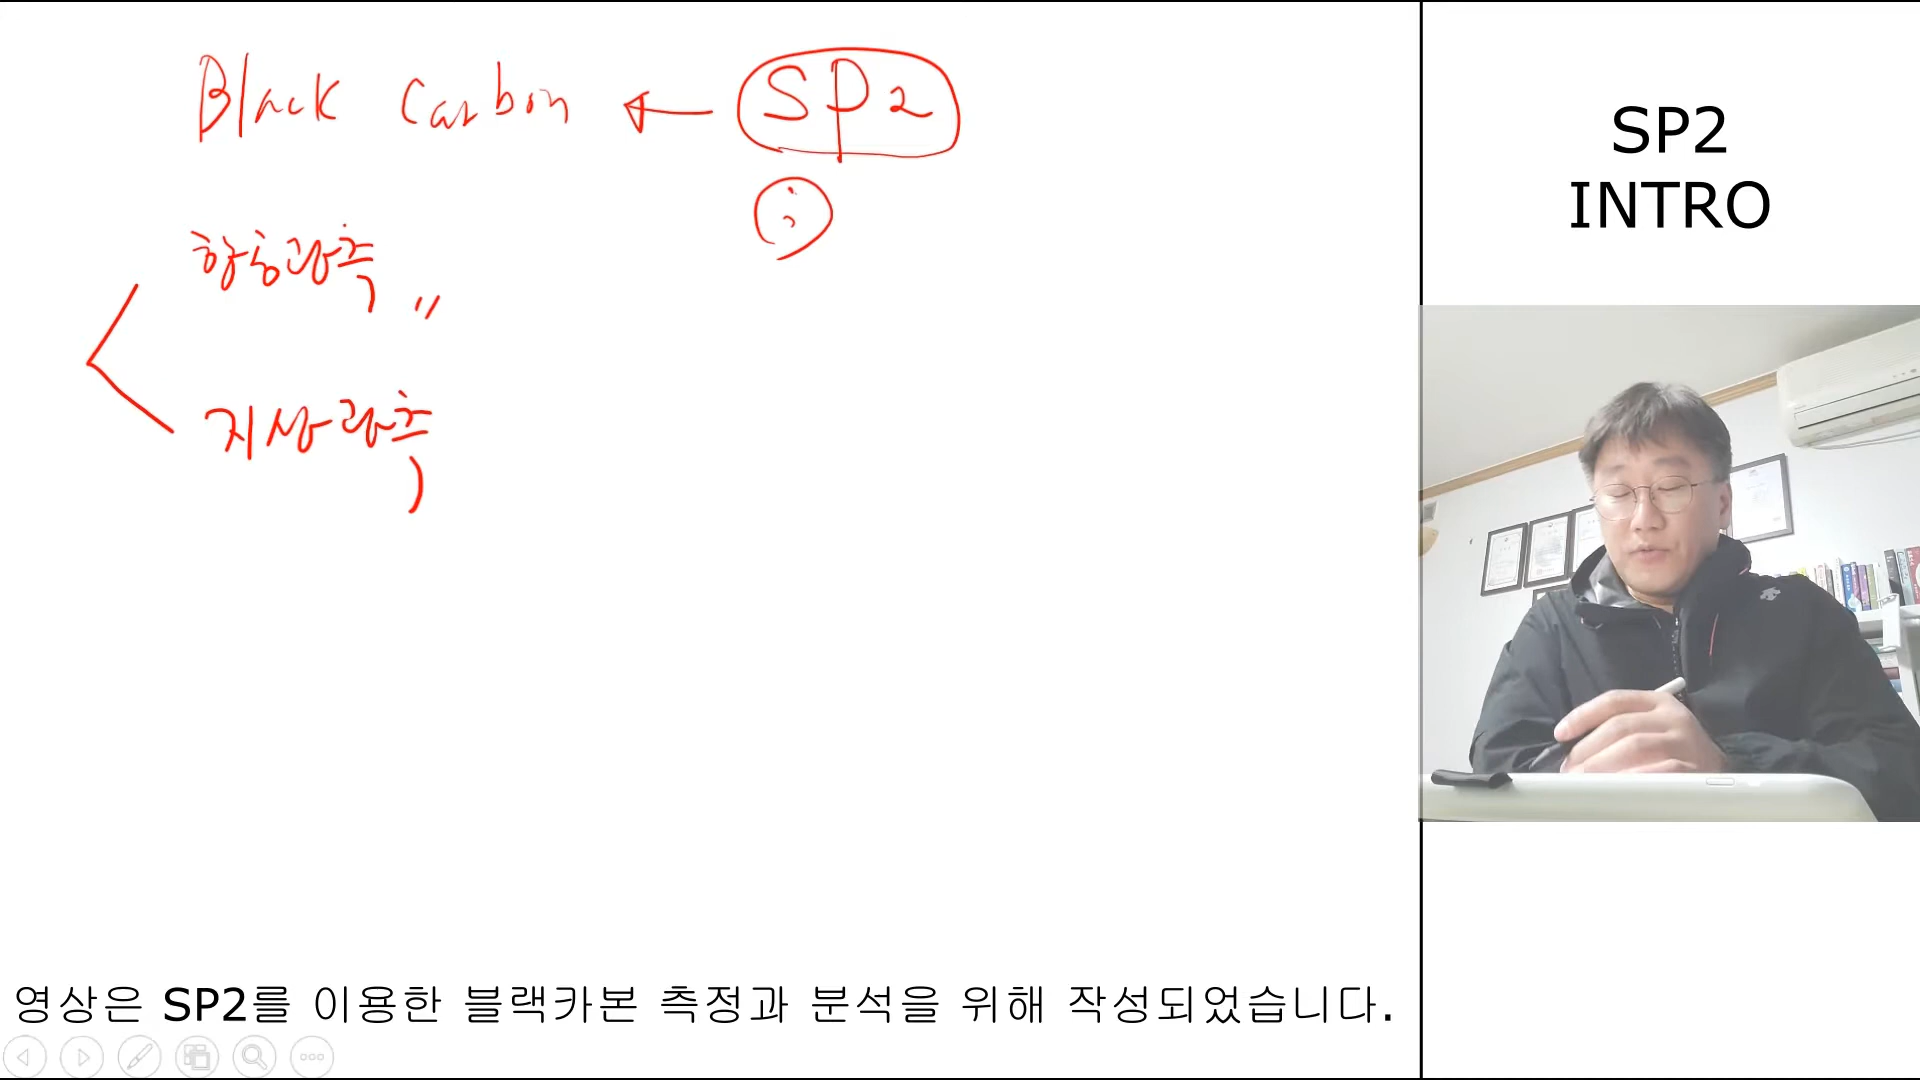 Black Carbon ← SP2
항공관측 〃
지상관측
SP2
INTRO
영상은 SP2를 이용한 블랙카본 측정과 분석을 위해 작성되었습니다.